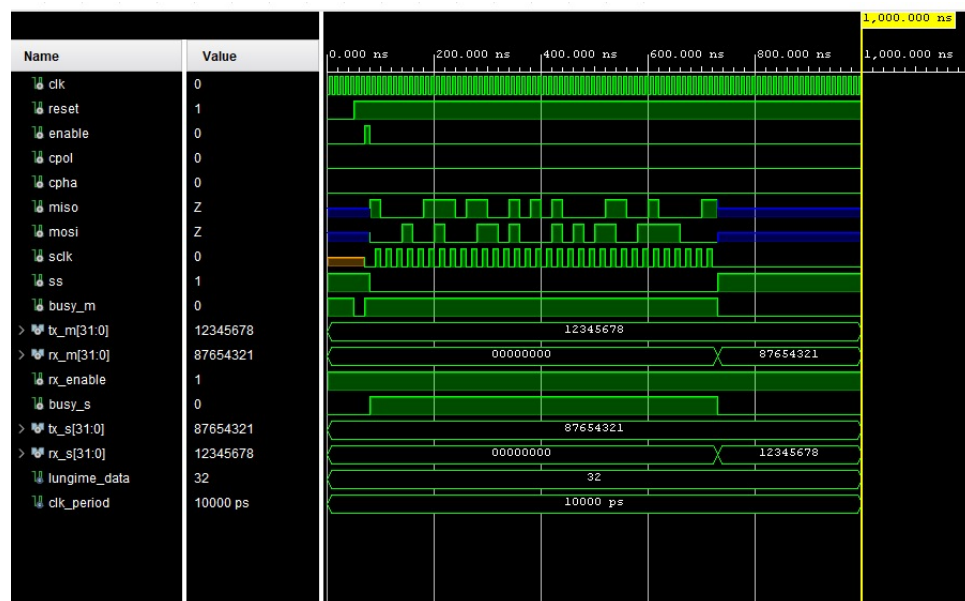 1,000.000 ns
Name Value 0.000 ns 200.000 ns 400.000 ns 600.000 ns 800.000 ns 1,000.000 ns
clk 0
reset 1
enable 0
cpol 0
cpha 0
miso Z
mosi Z
sclk 0
ss 1
busy_m 0
tx_m[31:0] 12345678 12345678
rx_m[31:0] 87654321 00000000 87654321
rx_enable 1
busy_s 0
tx_s[31:0] 87654321 87654321
rx_s[31:0] 12345678 00000000 12345678
lungime_data 32 32
clk_period 10000 ps 10000 ps